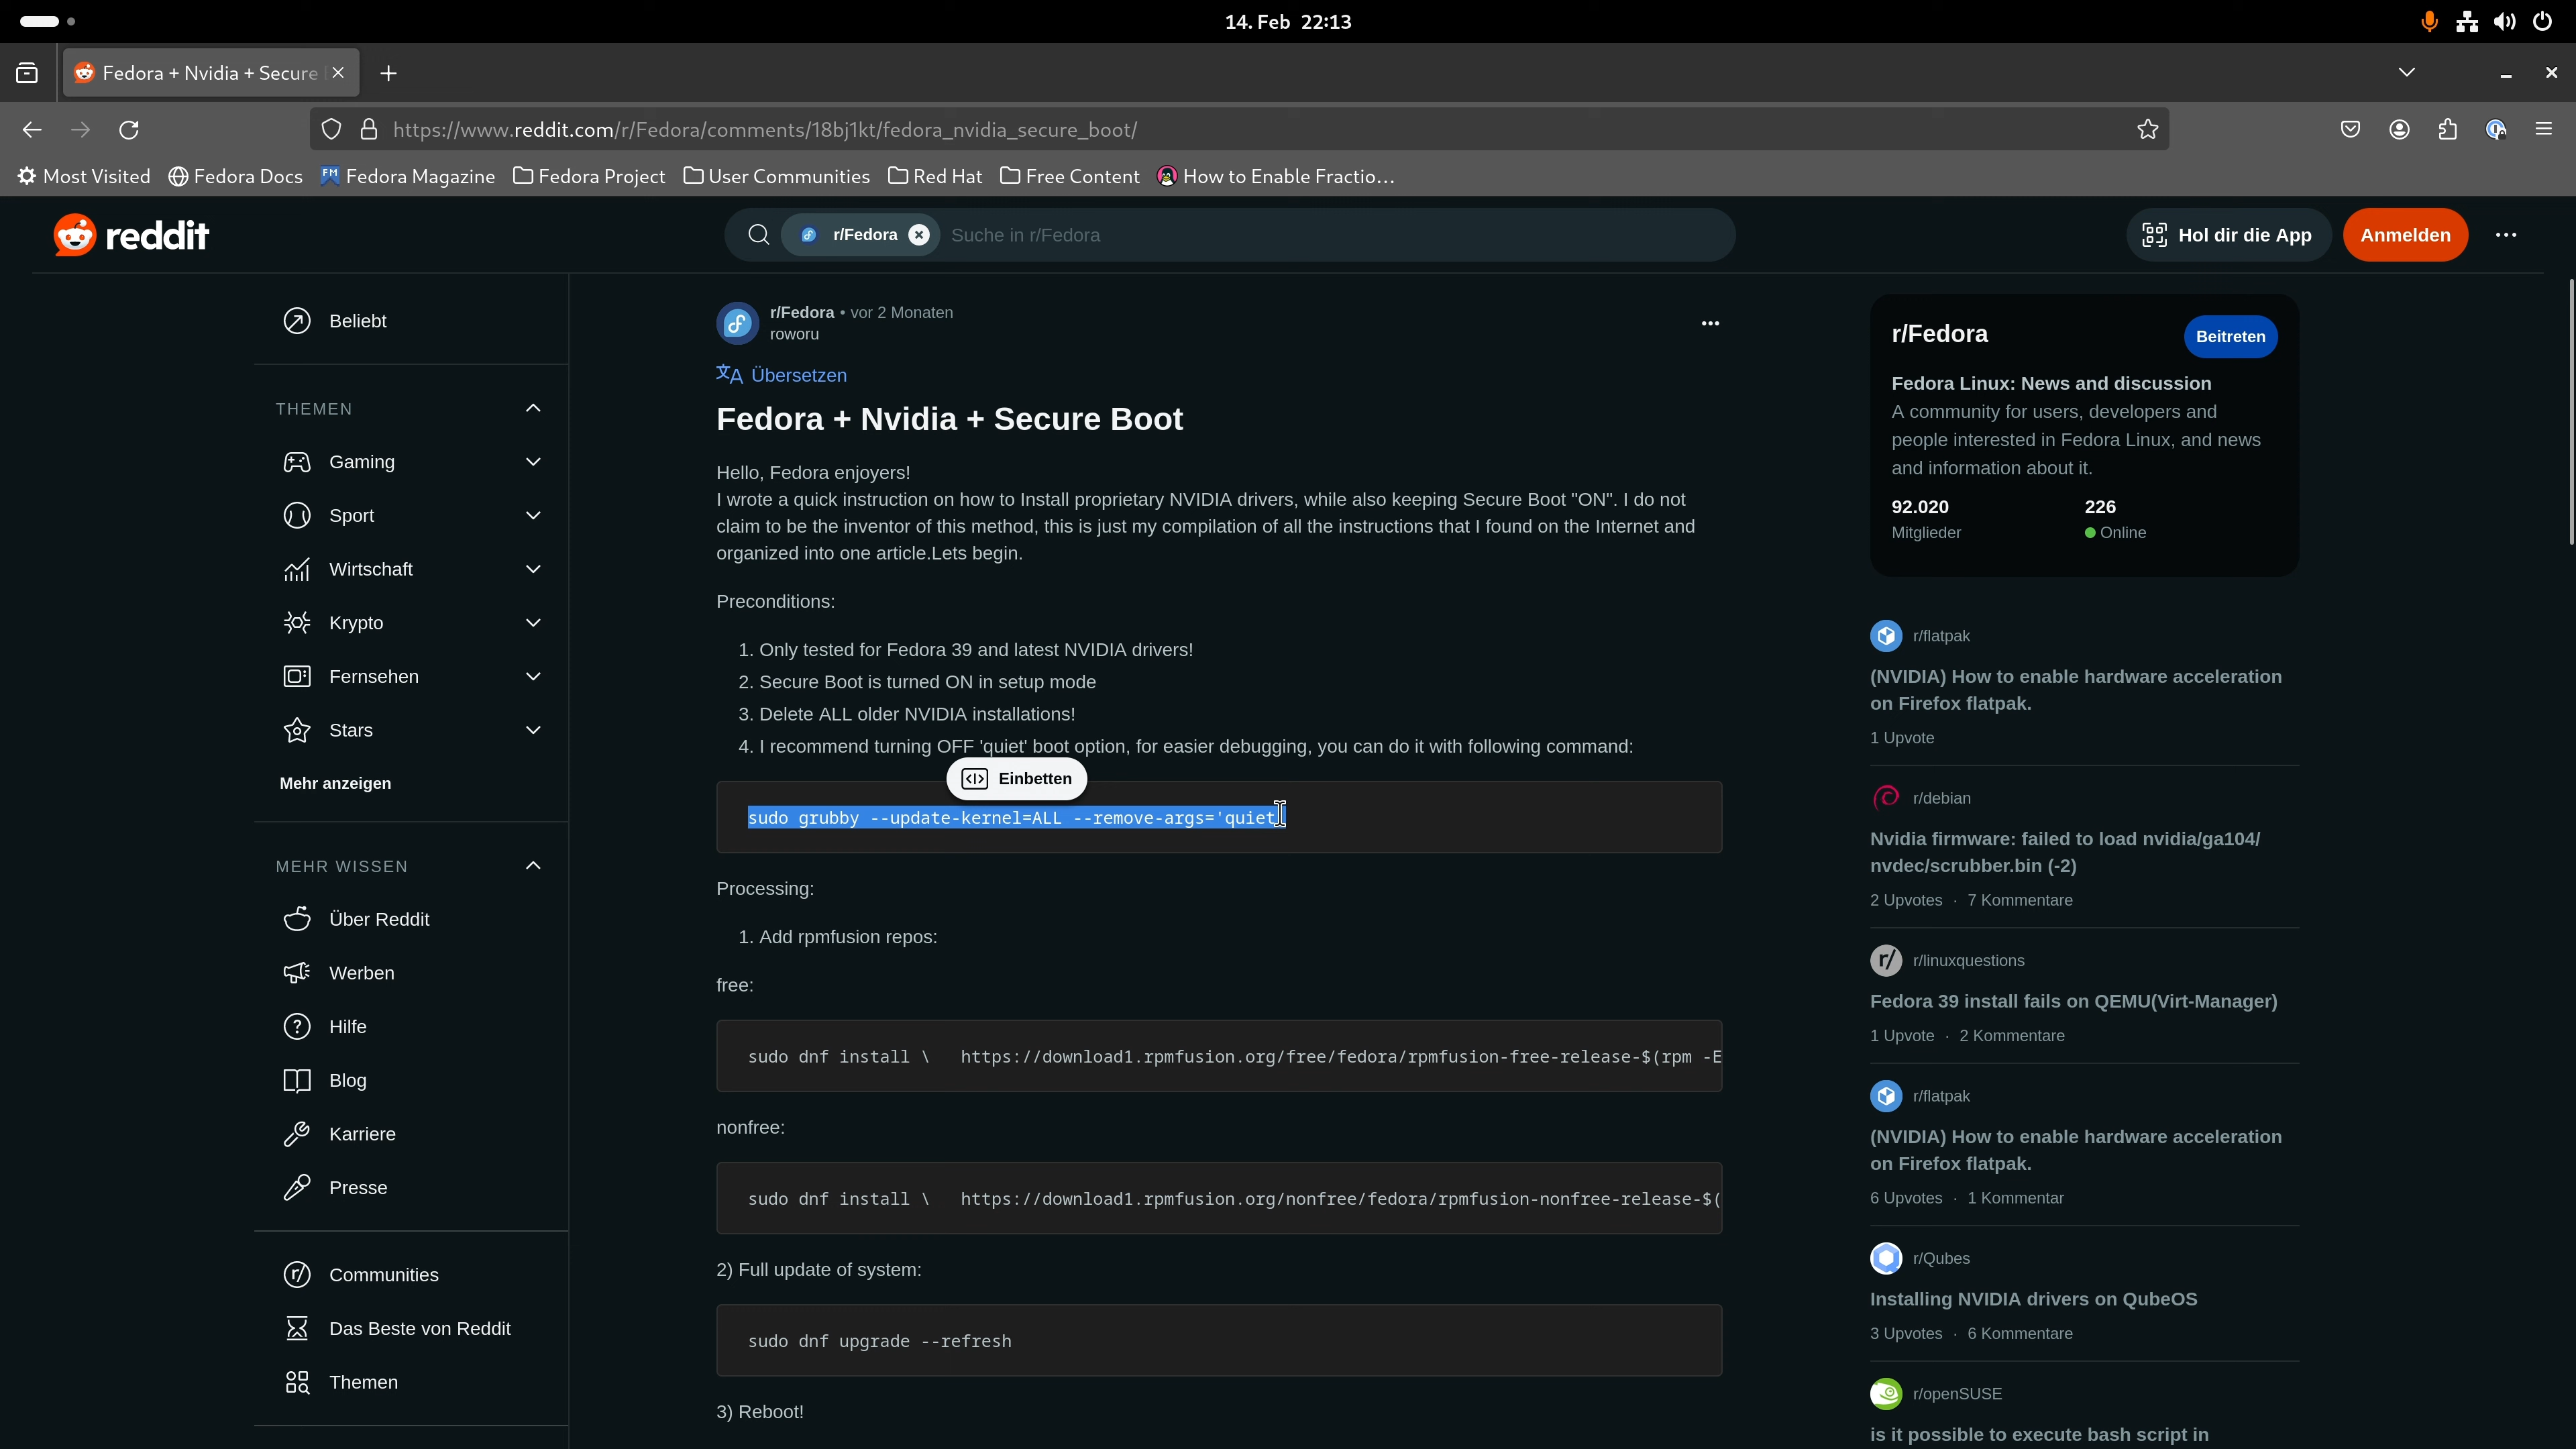 14. Feb 22:13
Fedora + Nvidia + Secure
https://www.reddit.com/r/Fedora/comments/18bj1kt/fedora_nvidia_secure_boot/
Most Visited
Fedora Docs
Fedora Magazine
Fedora Project
User Communities
Red Hat
Free Content
How to Enable Fractio…
reddit
r/Fedora
Suche in r/Fedora
Hol dir die App
Anmelden
Beliebt
THEMEN
Gaming
Sport
Wirtschaft
Krypto
Fernsehen
Stars
Mehr anzeigen
MEHR WISSEN
Über Reddit
Werben
Hilfe
Blog
Karriere
Presse
Communities
Das Beste von Reddit
Themen
r/Fedora • vor 2 Monaten
roworu
Übersetzen
Fedora + Nvidia + Secure Boot
Hello, Fedora enjoyers!
I wrote a quick instruction on how to Install proprietary NVIDIA drivers, while also keeping Secure Boot "ON". I do not
claim to be the inventor of this method, this is just my compilation of all the instructions that I found on the Internet and
organized into one article.Lets begin.
Preconditions:
1. Only tested for Fedora 39 and latest NVIDIA drivers!
2. Secure Boot is turned ON in setup mode
3. Delete ALL older NVIDIA installations!
4. I recommend turning OFF 'quiet' boot option, for easier debugging, you can do it with following command:
Einbetten
sudo grubby --update-kernel=ALL --remove-args='quiet'
Processing:
1. Add rpmfusion repos:
free:
sudo dnf install \   https://download1.rpmfusion.org/free/fedora/rpmfusion-free-release-$(rpm -E
nonfree:
sudo dnf install \   https://download1.rpmfusion.org/nonfree/fedora/rpmfusion-nonfree-release-$(
2) Full update of system:
sudo dnf upgrade --refresh
3) Reboot!
r/Fedora
Beitreten
Fedora Linux: News and discussion
A community for users, developers and
people interested in Fedora Linux, and news
and information about it.
92.020
226
Mitglieder
Online
r/flatpak
(NVIDIA) How to enable hardware acceleration
on Firefox flatpak.
1 Upvote
r/debian
Nvidia firmware: failed to load nvidia/ga104/
nvdec/scrubber.bin (-2)
2 Upvotes · 7 Kommentare
r/linuxquestions
Fedora 39 install fails on QEMU(Virt-Manager)
1 Upvote · 2 Kommentare
r/flatpak
(NVIDIA) How to enable hardware acceleration
on Firefox flatpak.
6 Upvotes · 1 Kommentar
r/Qubes
Installing NVIDIA drivers on QubeOS
3 Upvotes · 6 Kommentare
r/openSUSE
is it possible to execute bash script in